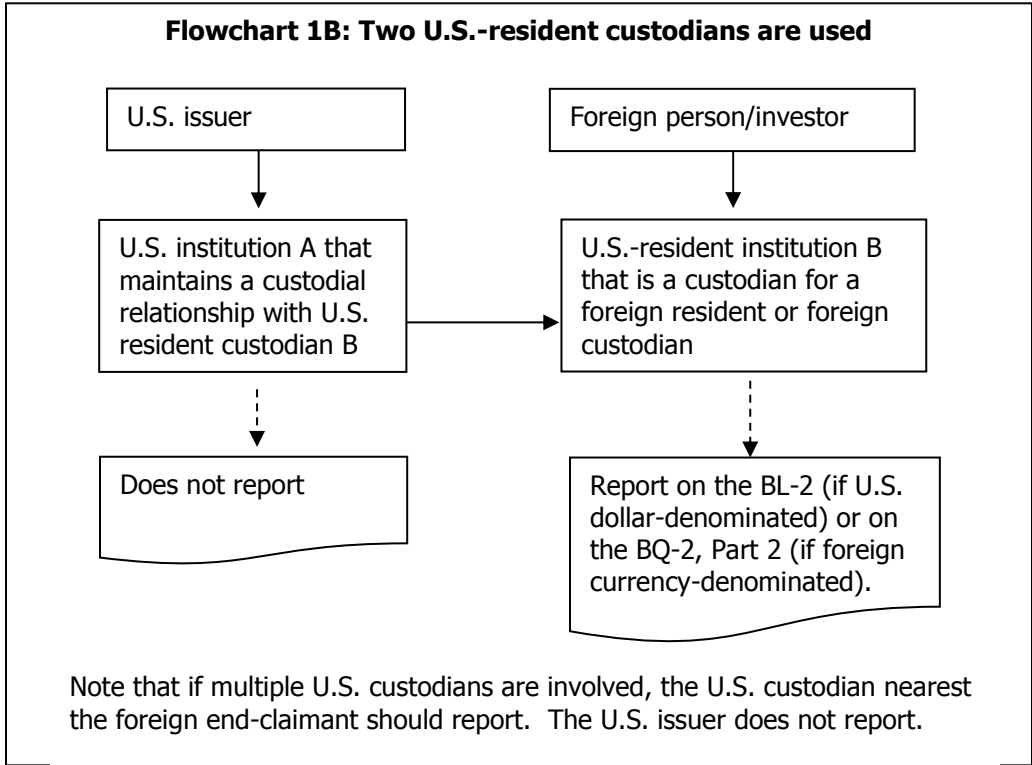 Flowchart 1B: Two U.S.-resident custodians are used
U.S. issuer
Foreign person/investor
U.S. institution A that
maintains a custodial
relationship with U.S.
resident custodian B
U.S.-resident institution B
that is a custodian for a
foreign resident or foreign
custodian
Does not report
Report on the BL-2 (if U.S.
dollar-denominated) or on
the BQ-2, Part 2 (if foreign
currency-denominated).
Note that if multiple U.S. custodians are involved, the U.S. custodian nearest
the foreign end-claimant should report.  The U.S. issuer does not report.